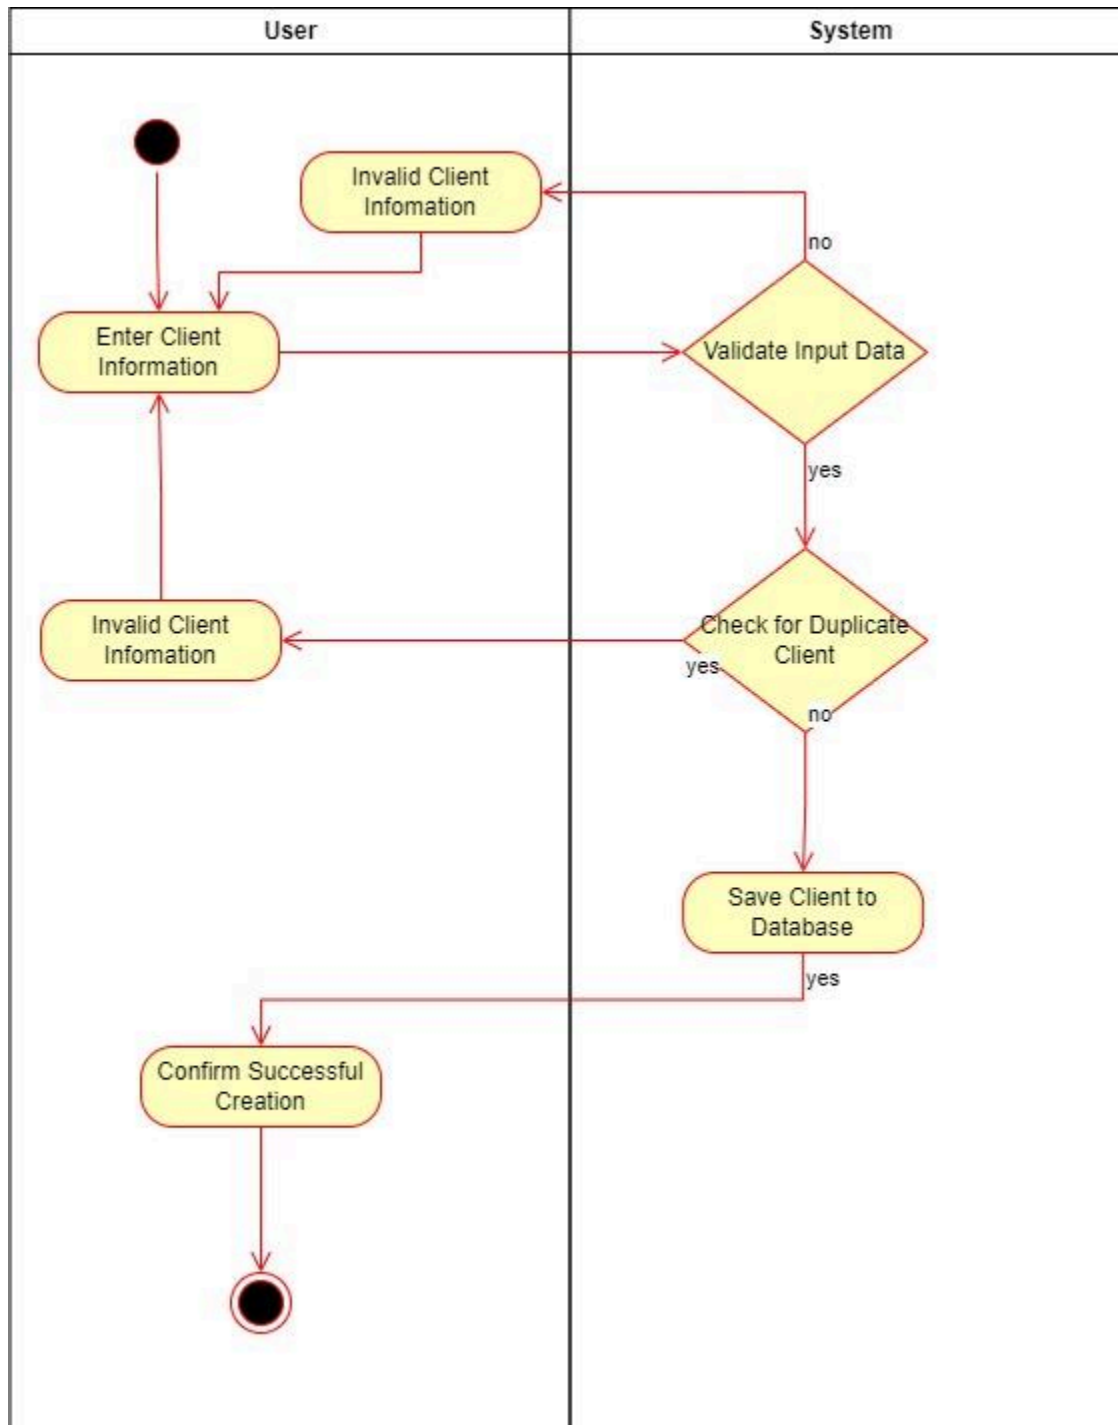 User
System
Invalid Client
Infomation
no
Enter Client
Information
Validate Input Data
yes
Invalid Client
Infomation
Check for Duplicate
Client
yes
no
Save Client to
Database
yes
Confirm Successful
Creation